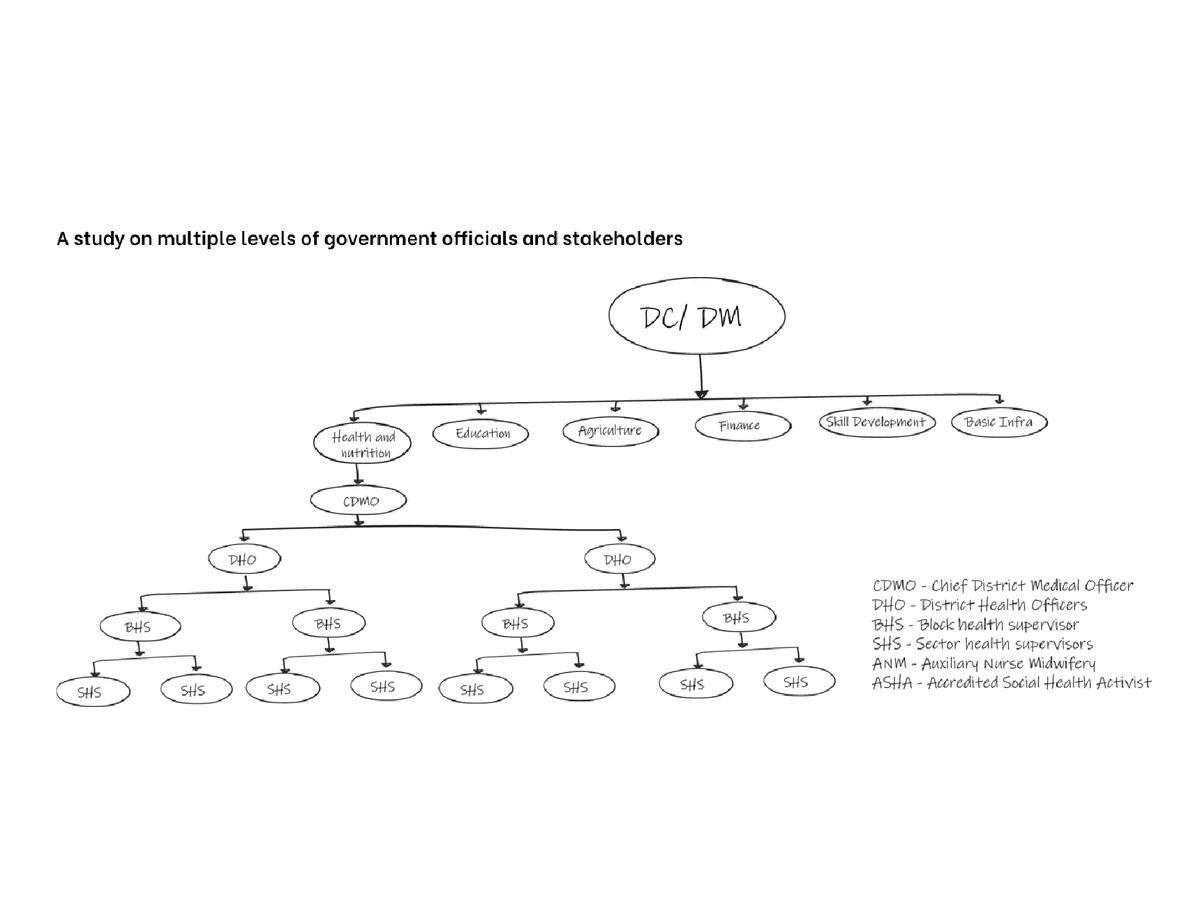 A study on multiple levels of government officials and stakeholders
DC/ DM
Health and
nutrition
Education
Agriculture
Finance
Skill Development
Basic Infra
CDMO
DHO
DHO
BHS
BHS
BHS
BHS
SHS
SHS
SHS
SHS
SHS
SHS
SHS
SHS
CDMO - Chief District Medical Officer
DHO - District Health Officers
BHS - Block health supervisor
SHS - Sector health supervisors
ANM - Auxiliary Nurse Midwifery
ASHA - Accredited Social Health Activist